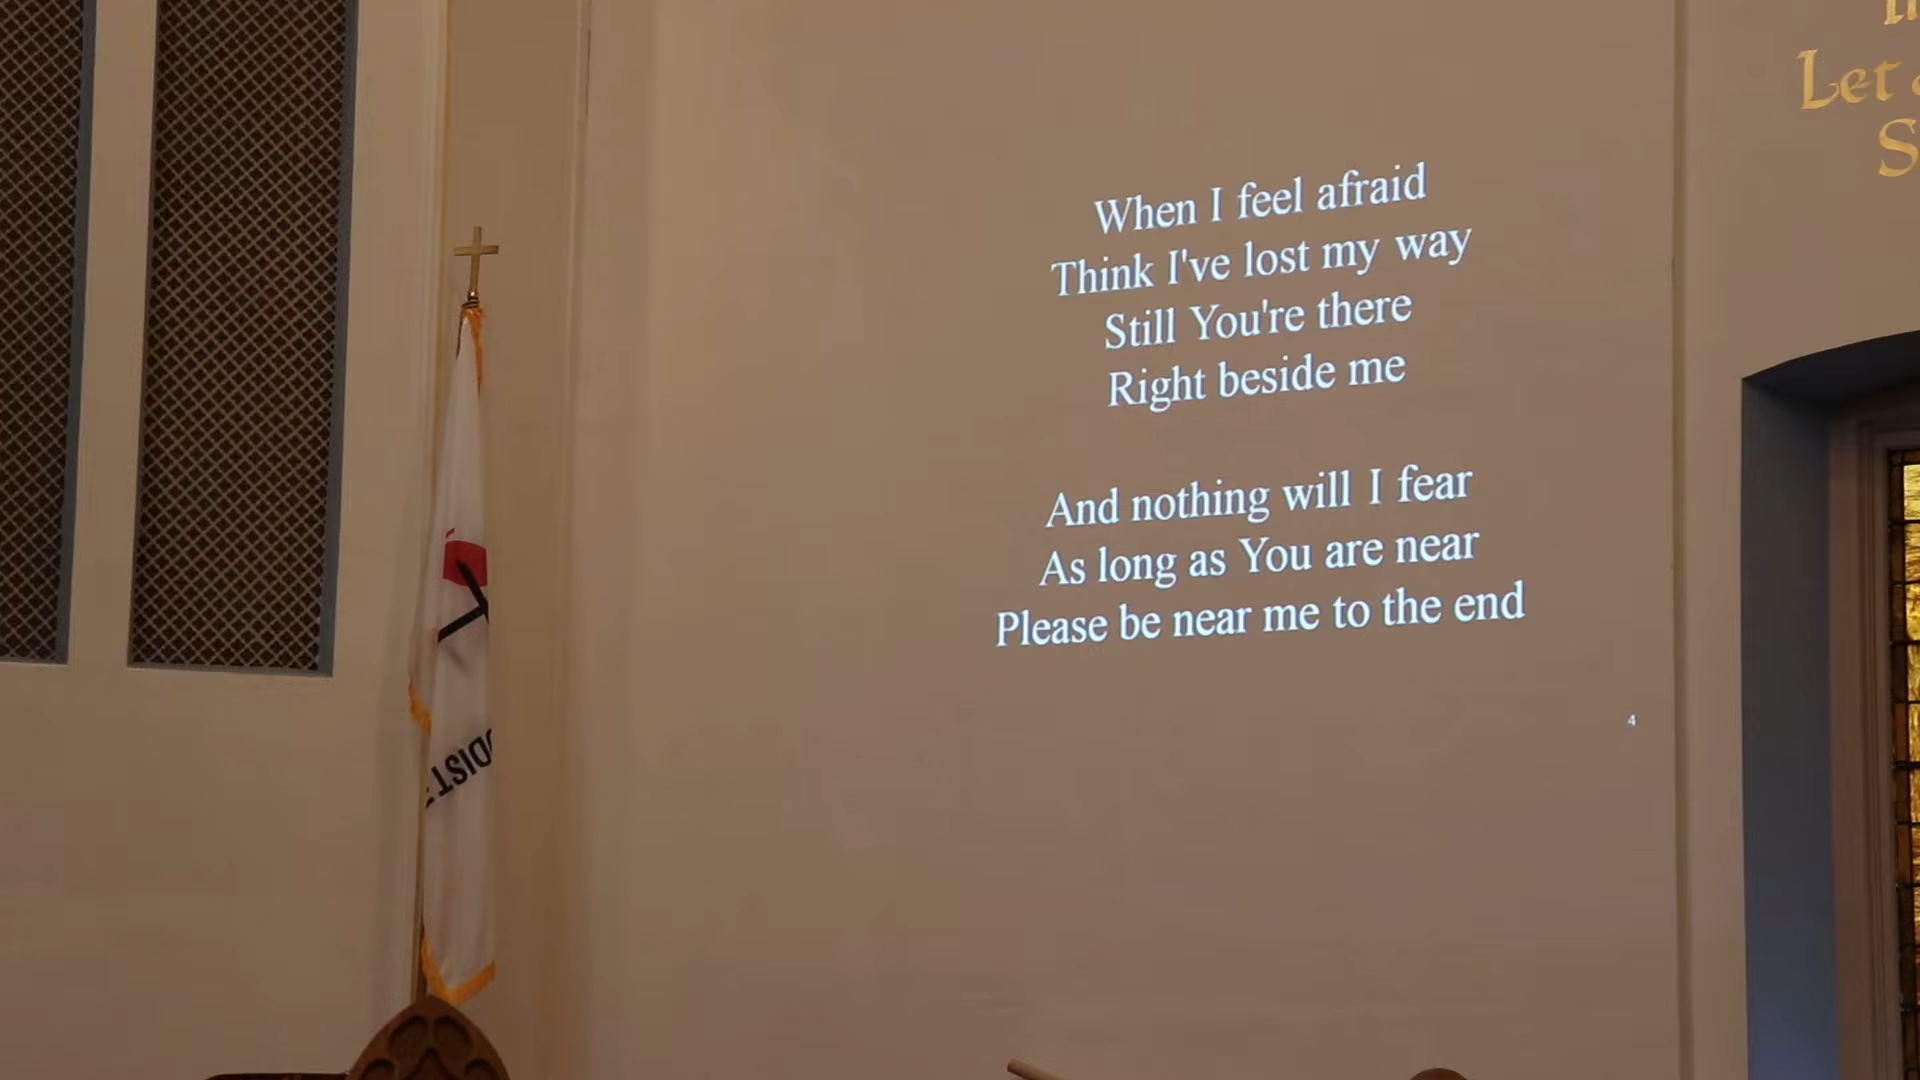 When I feel afraid
Think I've lost my way
Still You're there
Right beside me
And nothing will I fear
As long as You are near
Please be near me to the end
4
Let